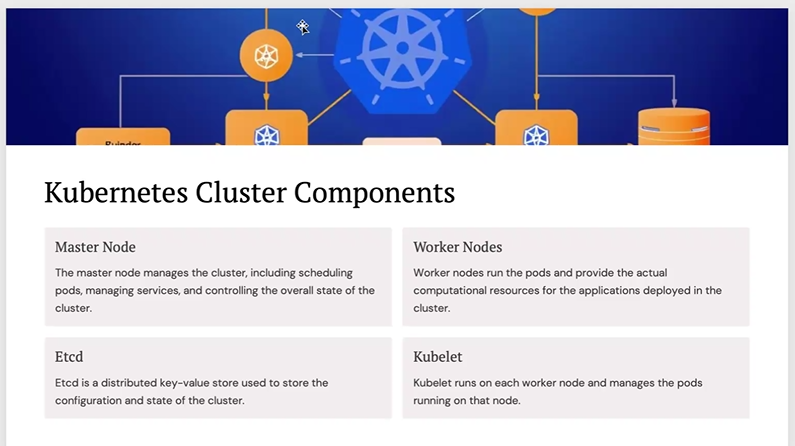 Kubernetes Cluster Components
Master Node
The master node manages the cluster, including scheduling
pods, managing services, and controlling the overall state of the
cluster.
Worker Nodes
Worker nodes run the pods and provide the actual
computational resources for the applications deployed in the
cluster.
Etcd
Etcd is a distributed key-value store used to store the
configuration and state of the cluster.
Kubelet
Kubelet runs on each worker node and manages the pods
running on that node.